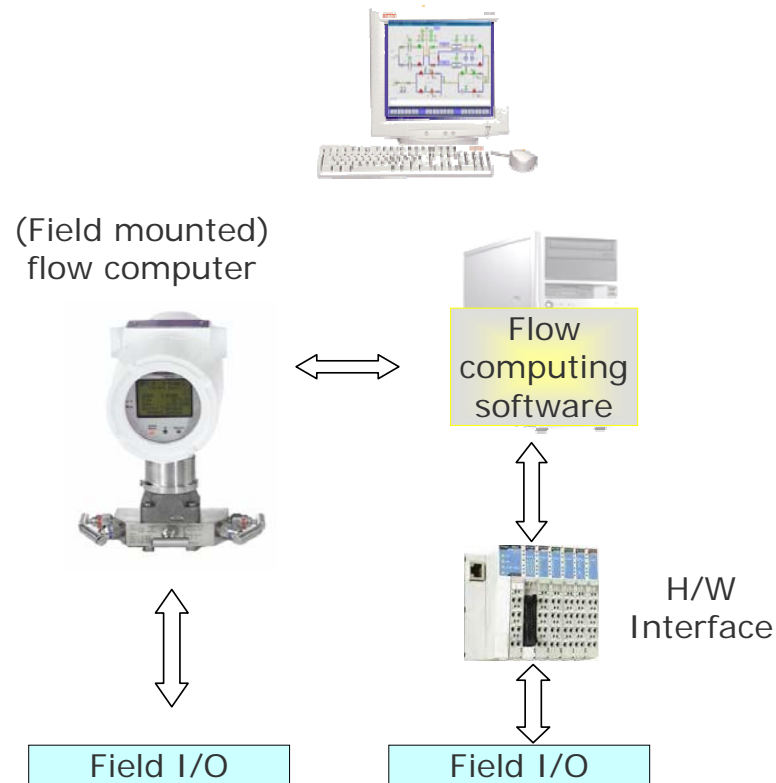 (Field mounted)
flow computer
Flow
computing
software
H/W
Interface
Field I/O
Field I/O